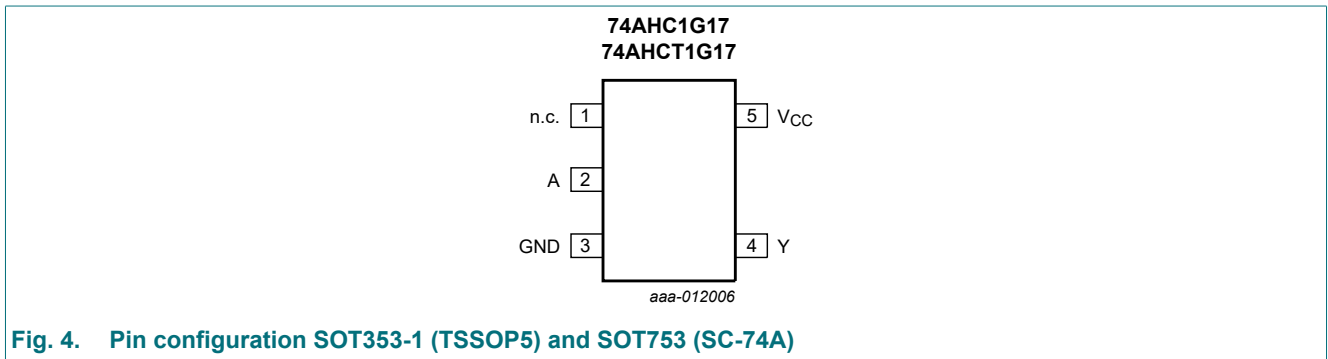 74AHC1G17
74AHCT1G17
n.c. 1
5 VCC
A 2
GND 3
4 Y
aaa-012006
Fig. 4. Pin configuration SOT353-1 (TSSOP5) and SOT753 (SC-74A)